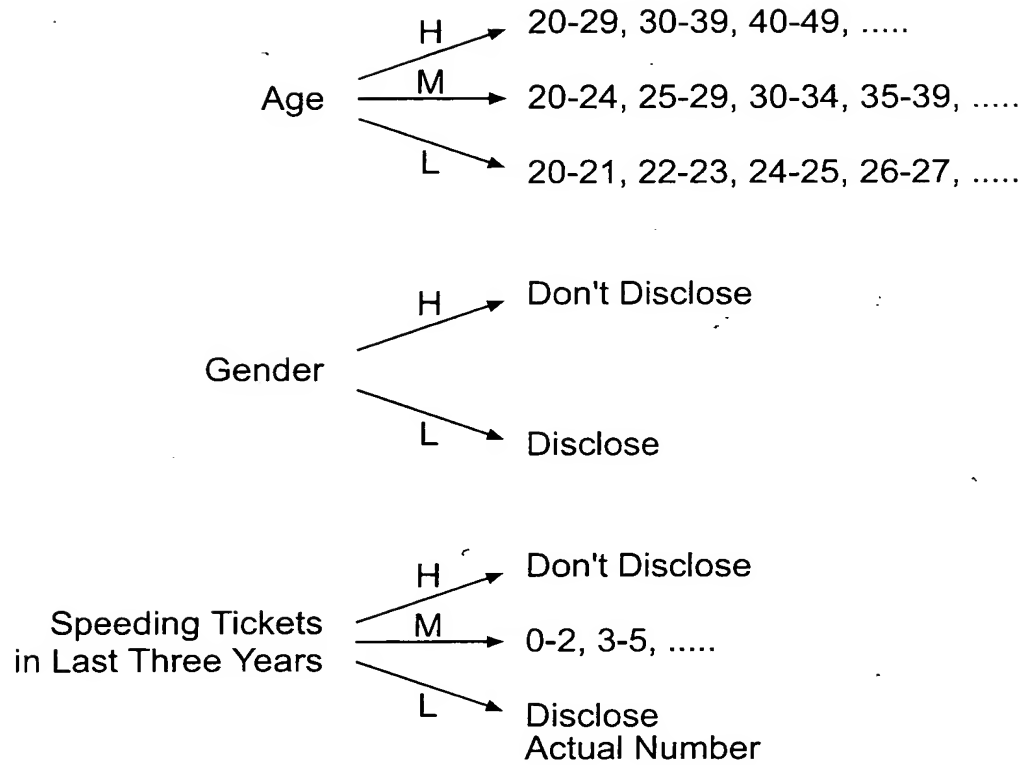 H
20-29, 30-39, 40-49, .....
Age
M
20-24, 25-29, 30-34, 35-39, .....
L
20-21, 22-23, 24-25, 26-27, .....
H
Don't Disclose
Gender
L
Disclose
H
Don't Disclose
Speeding Tickets
in Last Three Years
M
0-2, 3-5, .....
L
Disclose
Actual Number